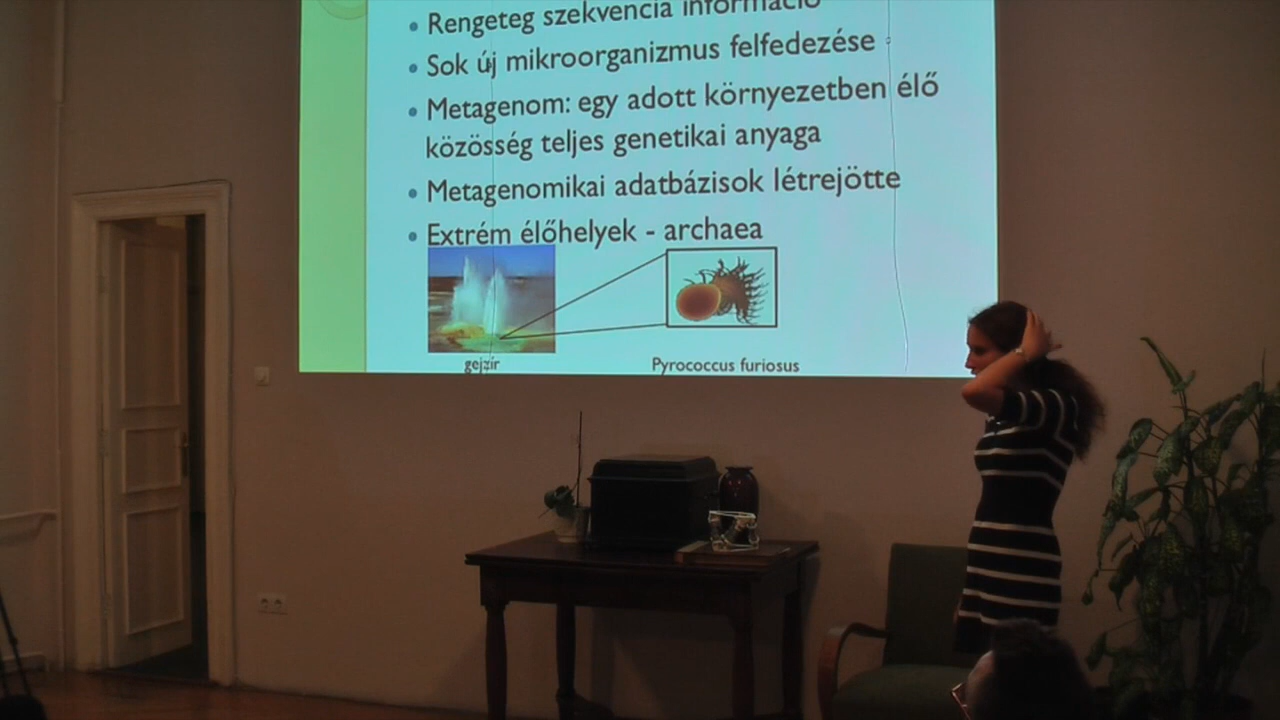 Rengeteg szekvencia információ
Sok új mikroorganizmus felfedezése
Metagenom: egy adott környezetben élő
közösség teljes genetikai anyaga
Metagenomikai adatbázisok létrejötte
Extrém élőhelyek - archaea
gejzír
Pyrococcus furiosus